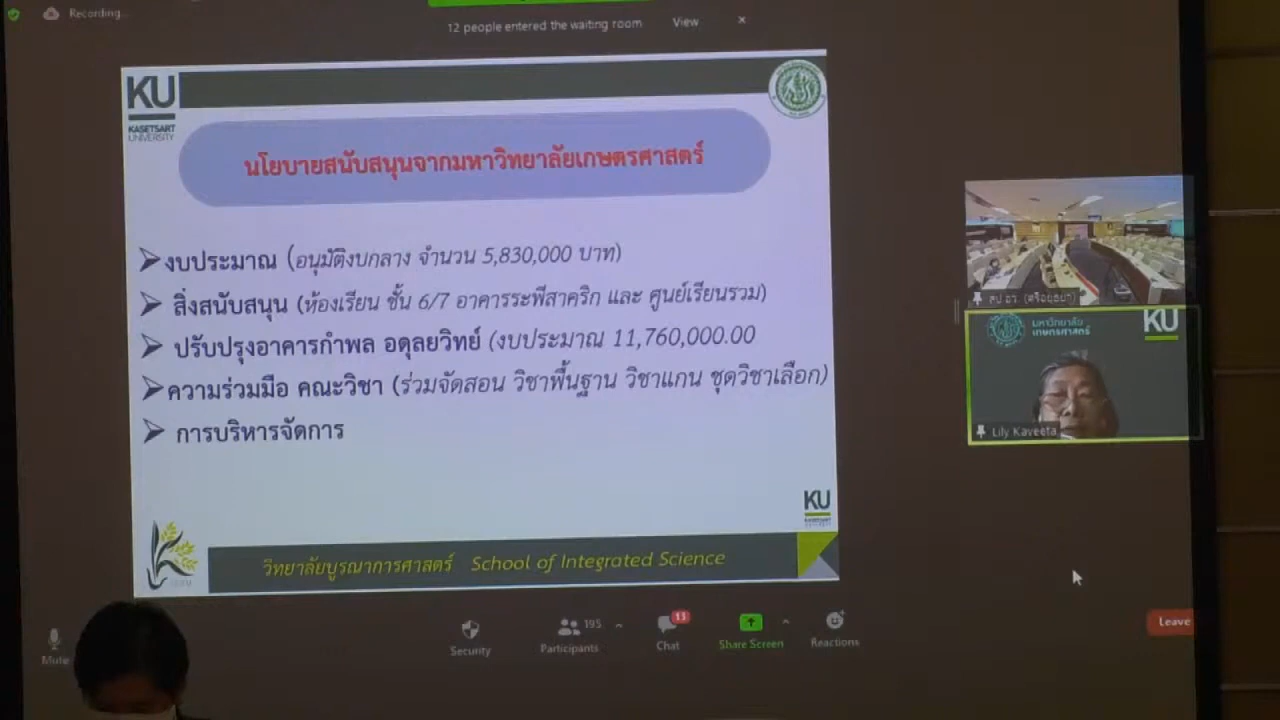 Recording...
12 people entered the waiting room View ×
KU
KASETSART
UNIVERSITY
นโยบายสนับสนุนจากมหาวิทยาลัยเกษตรศาสตร์
งบประมาณ (อนุมัติงบกลาง จำนวน 5,830,000 บาท)
สิ่งสนับสนุน (ห้องเรียน ชั้น 6/7 อาคารระพีสาคริก และ ศูนย์เรียนรวม)
ปรับปรุงอาคารกำพล อดุลยวิทย์ (งบประมาณ 11,760,000.00
ความร่วมมือ คณะวิชา (ร่วมจัดสอน วิชาพื้นฐาน วิชาแกน ชุดวิชาเลือก)
การบริหารจัดการ
KU
วิทยาลัยบูรณาการศาสตร์ School of Integrated Science
มหาวิทยาลัย
เกษตรศาสตร์
KU
Lily Kaveeta
Mute
Security
195
Participants
13
Chat
Share Screen
Reactions
Leave